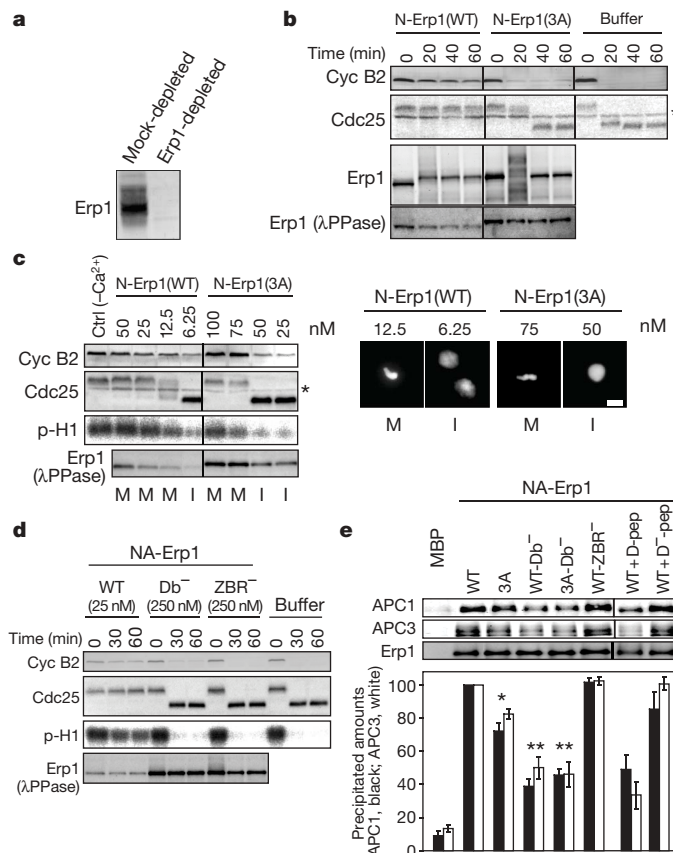 a
Mock-depleted
Erp1-depleted
Erp1
b
N-Erp1(WT) N-Erp1(3A) Buffer
Time (min) 0 20 40 60 0 20 40 60 0 20 40 60
Cyc B2
Cdc25
*
Erp1
Erp1 (λPPase)
c
Ctrl (–Ca²⁺)
N-Erp1(WT) N-Erp1(3A)
50 25 12.5 6.25 100 75 50 25 nM
Cyc B2
Cdc25
*
p-H1
Erp1
(λPPase)
M M M I M M I I
N-Erp1(WT) N-Erp1(3A)
12.5 6.25 75 50 nM
M I M I
d
NA-Erp1
WT Db⁻ ZBR⁻
(25 nM) (250 nM) (250 nM) Buffer
Time (min) 0 30 60 0 30 60 0 30 60 0 30 60
Cyc B2
Cdc25
p-H1
Erp1
(λPPase)
e
NA-Erp1
MBP WT 3A WT-Db⁻ 3A-Db⁻ WT-ZBR⁻ WT+D-pep WT+D⁻-pep
APC1
APC3
Erp1
Precipitated amounts
(APC1, black; APC3, white)
100
80
60
40
20
0
* ** **